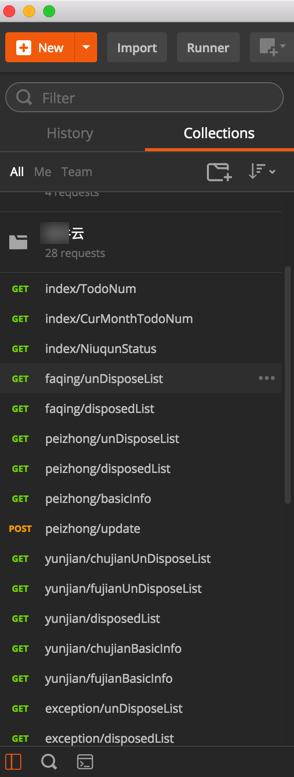 New
Import
Runner
Filter
History
Collections
All
Me
Team
4 requests
云
28 requests
GET index/TodoNum
GET index/CurMonthTodoNum
GET index/NiuqunStatus
GET faqing/unDisposeList
GET faqing/disposedList
GET peizhong/unDisposeList
GET peizhong/disposedList
GET peizhong/basicInfo
POST peizhong/update
GET yunjian/chujianUnDisposeList
GET yunjian/fujianUnDisposeList
GET yunjian/disposedList
GET yunjian/chujianBasicInfo
GET yunjian/fujianBasicInfo
GET exception/unDisposeList
GET exception/disposedList